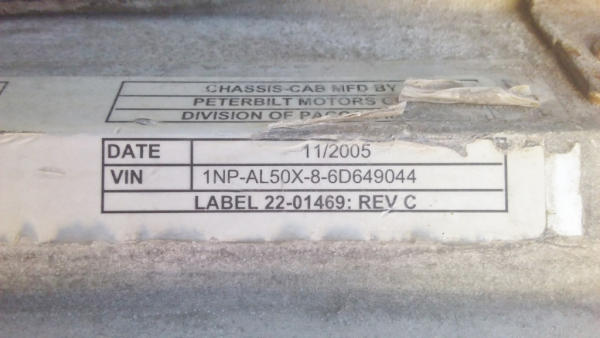 CHASSIS-CAB MFD BY
PETERBILT MOTORS
DIVISION OF
DATE 11/2005
VIN 1NP-AL50X-8-6D649044
LABEL 22-01469: REV C